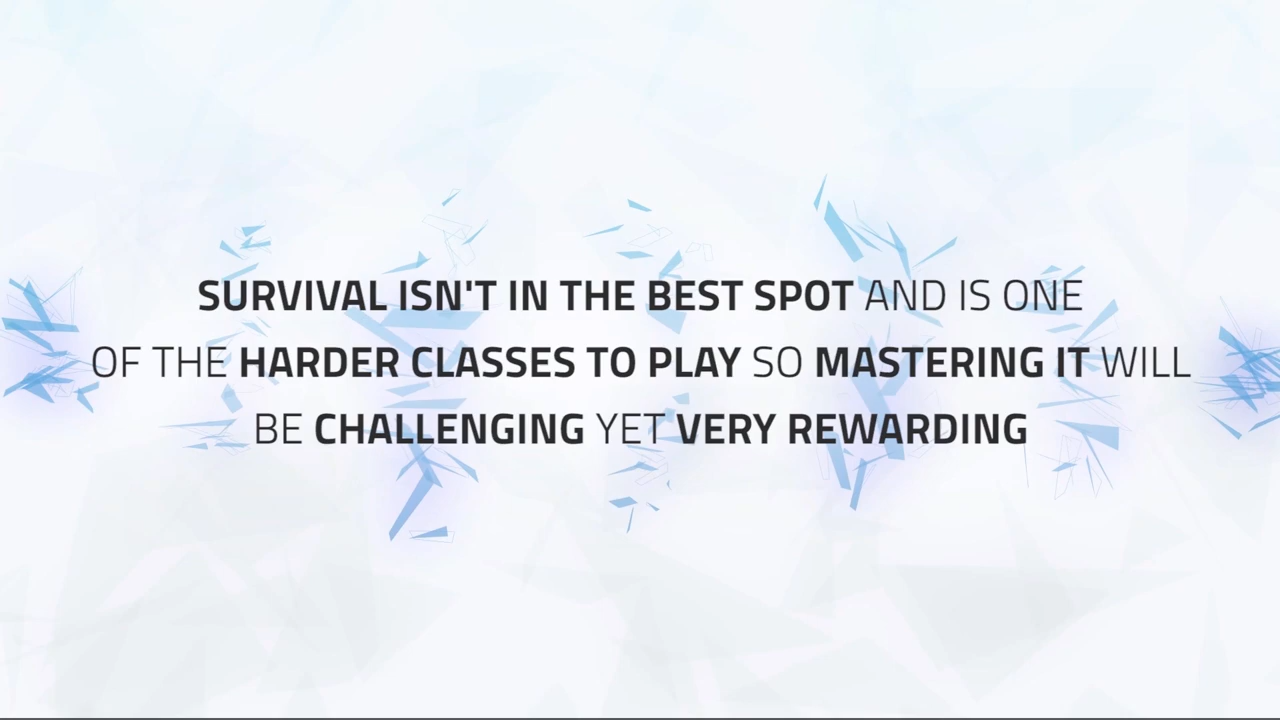 SURVIVAL ISN'T IN THE BEST SPOT AND IS ONE
OF THE HARDER CLASSES TO PLAY SO MASTERING IT WILL
BE CHALLENGING YET VERY REWARDING